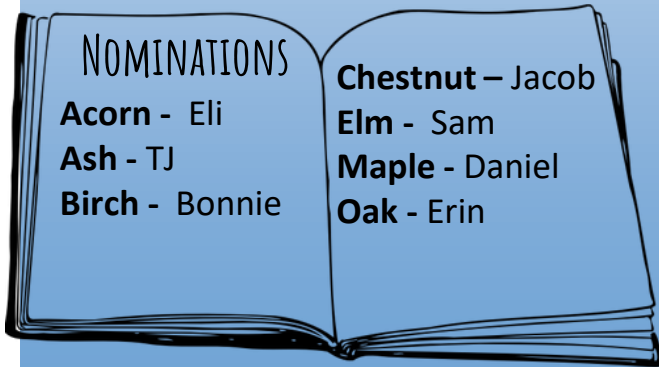 NOMINATIONS
Acorn - Eli
Ash - TJ
Birch - Bonnie
Chestnut – Jacob
Elm - Sam
Maple - Daniel
Oak - Erin